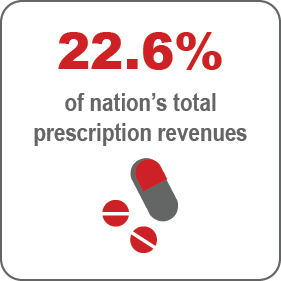 22.6%
of nation’s total
prescription revenues